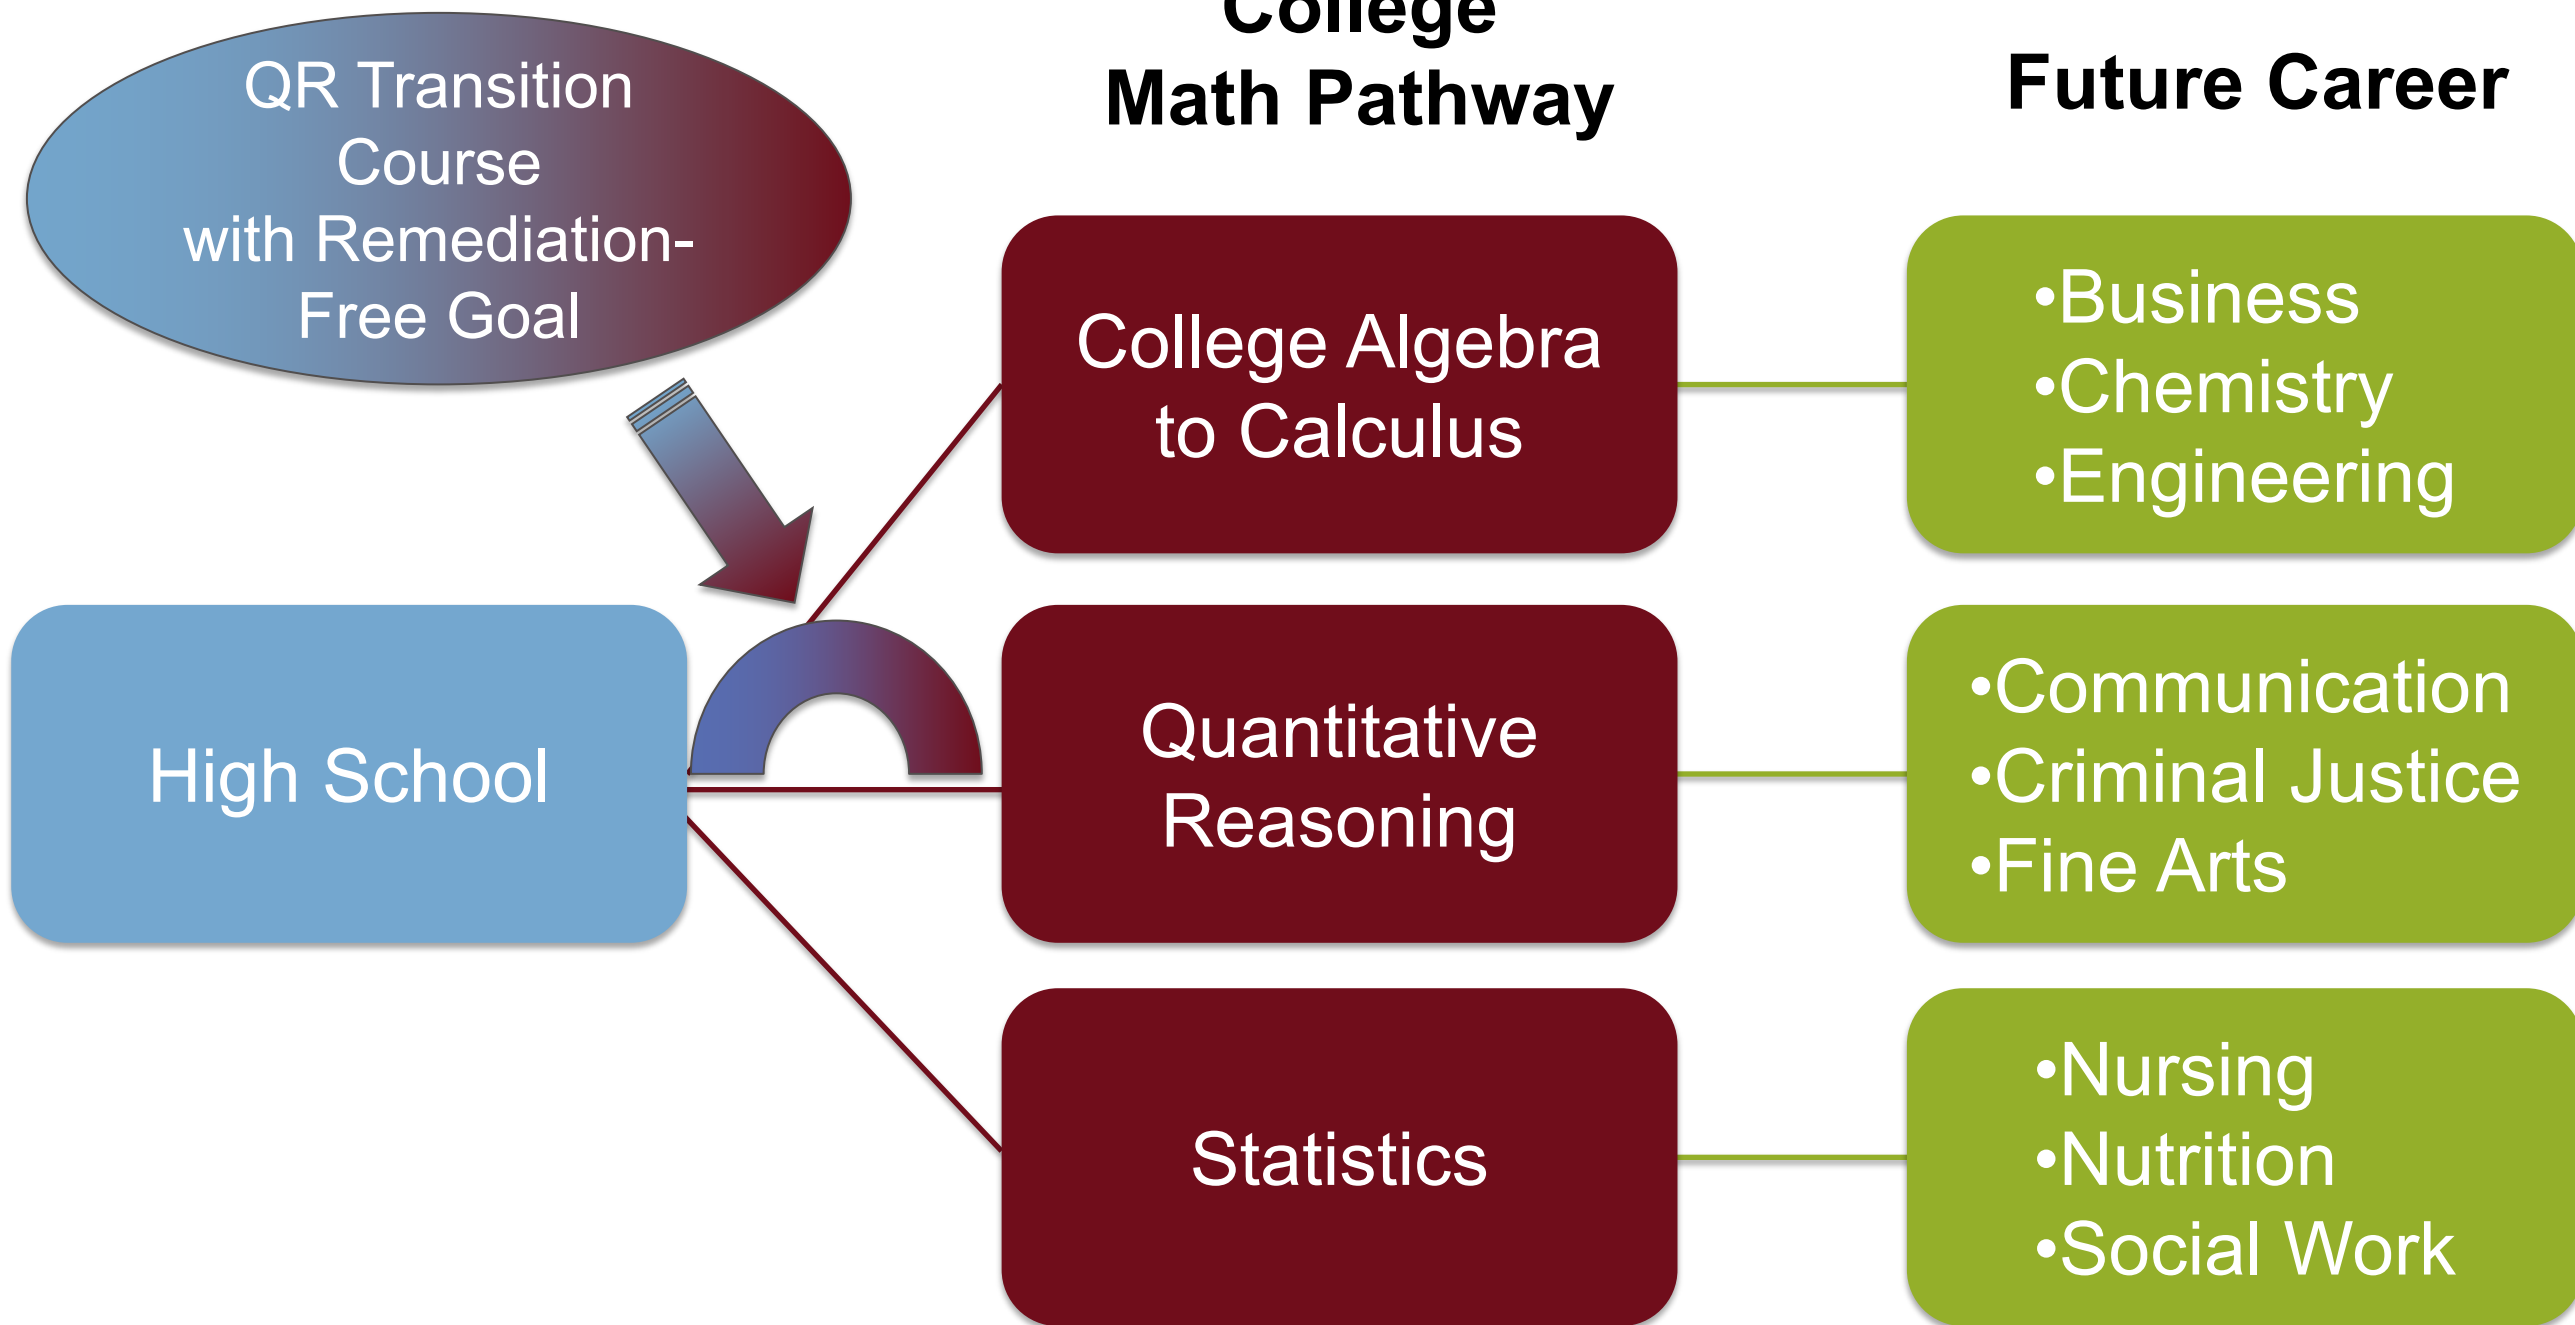 QR Transition
Course
with Remediation-
Free Goal
College
Math Pathway
Future Career
High School
College Algebra
to Calculus
•Business
•Chemistry
•Engineering
Quantitative
Reasoning
•Communication
•Criminal Justice
•Fine Arts
Statistics
•Nursing
•Nutrition
•Social Work